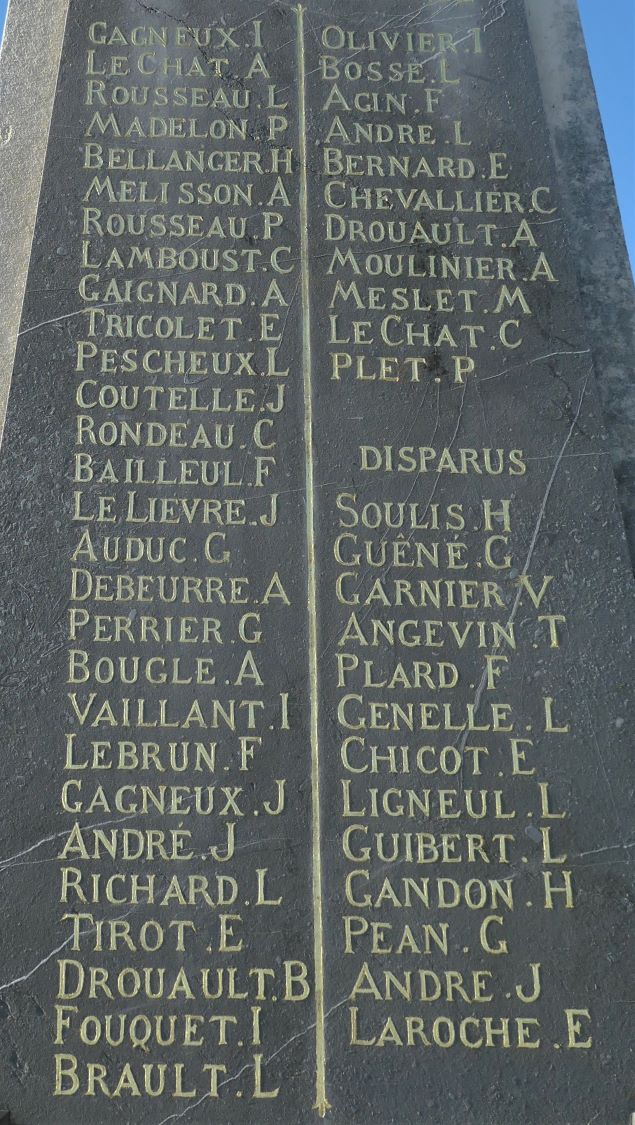 GAGNEUX.I
LE CHAT.A
ROUSSEAU.L
MADELON.P
BELLANGER.H
MELISSON.A
ROUSSEAU.P
LAMBOUST.C
GAIGNARD.A
TRICOLET.E
PESCHEUX.L
COUTELLE.J
RONDEAU.C
BAILLEUL.F
LE LIEVRE.J
AUDUC.G
DEBEURRE.A
PERRIER.G
BOUGLE.A
VAILLANT.I
LEBRUN.F
GAGNEUX.J
ANDRÉ.J
RICHARD.L
TIROT.E
DROUAULT.B
FOUQUET.I
BRAULT.L
OLIVIER.I
BOSSÉ.L
AGIN.F
ANDRE.L
BERNARD.E
CHEVALLIER.C
DROUAULT.A
MOULINIER.A
MESLET.M
LE CHAT.C
PLET.P
DISPARUS
SOULIS.H
GUÊNÉ.G
GARNIER.V
ANGEVIN.T
PLARD.F
GENELLE.L
CHICOT.E
LIGNEUL.L
GUIBERT.L
GANDON.H
PEAN.G
ANDRE.J
LAROCHE.E